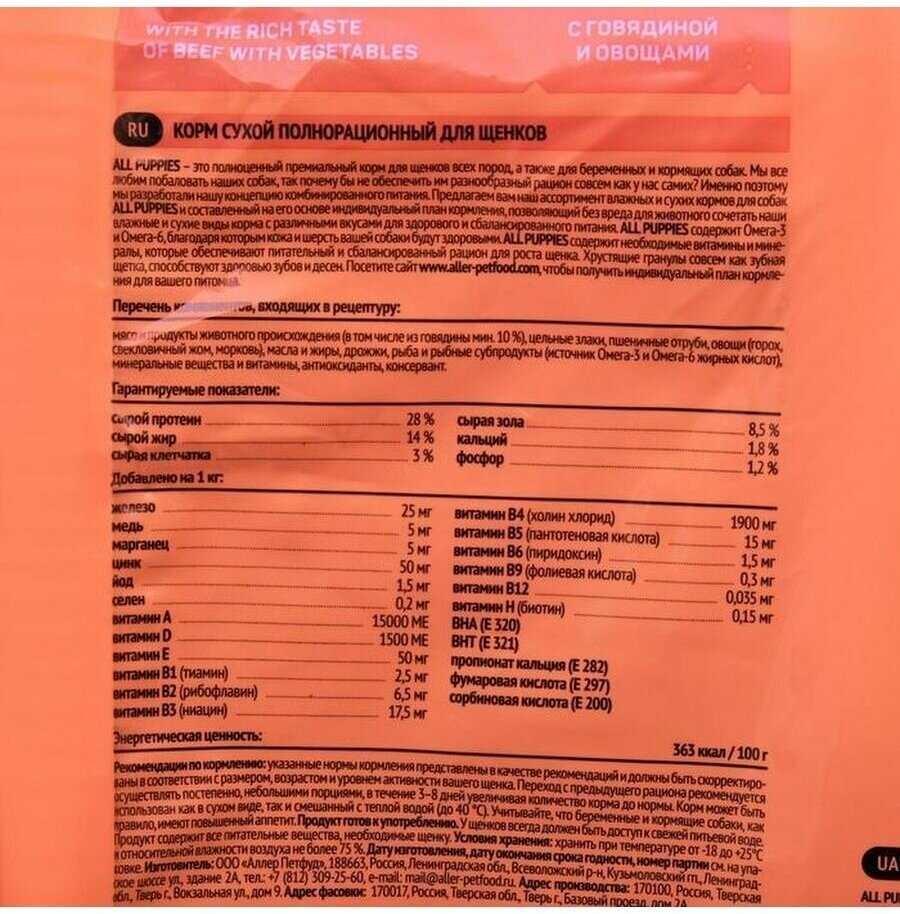 WITH THE RICH TASTE
OF BEEF WITH VEGETABLES
С ГОВЯДИНОЙ
И ОВОЩАМИ
RU КОРМ СУХОЙ ПОЛНОРАЦИОННЫЙ ДЛЯ ЩЕНКОВ
ALL PUPPIES – это полноценный премиальный корм для щенков всех пород, а также для беременных и кормящих собак. Мы все
любим побаловать наших собак, так почему бы не обеспечить им разнообразный рацион совсем как у нас самих? Именно поэтому
мы разработали нашу концепцию комбинированного питания. Предлагаем вам наш ассортимент влажных и сухих кормов для собак
ALL PUPPIES и составленный на его основе индивидуальный план кормления, позволяющий без вреда для животного сочетать наши
влажные и сухие виды корма с различными вкусами для здорового и сбалансированного питания. ALL PUPPIES содержит Омега-3
и Омега-6, благодаря которым кожа и шерсть вашей собаки будут здоровыми. ALL PUPPIES содержит необходимые витамины и мине-
ралы, которые обеспечивают питательный и сбалансированный рацион для роста щенка. Хрустящие гранулы совсем как зубная
щетка, способствуют здоровью зубов и десен. Посетите сайт www.aller-petfood.com, чтобы получить индивидуальный план кормле-
ния для вашего питомца.
Перечень компонентов, входящих в рецептуру:
мясо и продукты животного происхождения (в том числе из говядины мин. 10 %), цельные злаки, пшеничные отруби, овощи (горох,
свекловичный жом, морковь), масла и жиры, дрожжи, рыба и рыбные субпродукты (источник Омега-3 и Омега-6 жирных кислот),
минеральные вещества и витамины, антиоксиданты, консервант.
Гарантируемые показатели:
сырой протеин 28 %
сырой жир 14 %
сырая клетчатка 3 %
сырая зола 8,5 %
кальций 1,8 %
фосфор 1,2 %
Добавлено на 1 кг:
железо 25 мг
медь 5 мг
марганец 5 мг
цинк 50 мг
йод 1,5 мг
селен 0,2 мг
витамин A 15000 МЕ
витамин D 1500 МЕ
витамин E 50 мг
витамин B1 (тиамин) 2,5 мг
витамин B2 (рибофлавин) 6,5 мг
витамин B3 (ниацин) 17,5 мг
витамин B4 (холин хлорид) 1900 мг
витамин B5 (пантотеновая кислота) 15 мг
витамин B6 (пиридоксин) 1,5 мг
витамин B9 (фолиевая кислота) 0,3 мг
витамин B12 0,035 мг
витамин H (биотин) 0,15 мг
BHA (E 320)
BHT (E 321)
пропионат кальция (E 282)
фумаровая кислота (E 297)
сорбиновая кислота (E 200)
Энергетическая ценность: 363 ккал / 100 г
Рекомендации по кормлению: указанные нормы кормления представлены в качестве рекомендаций и должны быть скорректиро-
ваны в соответствии с размером, возрастом и уровнем активности вашего щенка. Переход с предыдущего рациона рекомендуется
осуществлять постепенно, небольшими порциями, в течение 3–8 дней увеличивая количество корма до нормы. Корм может быть
использован как в сухом виде, так и смешанный с теплой водой (до 40 °C). Учитывайте, что беременные и кормящие собаки, как
правило, имеют повышенный аппетит. Продукт готов к употреблению. У щенков всегда должен быть доступ к свежей питьевой воде.
Продукт содержит все питательные вещества, необходимые щенку. Условия хранения: хранить при температуре от -18 до +25°C
и относительной влажности воздуха не более 75 %. Дату изготовления, дату окончания срока годности, номер партии см. на упа-
ковке. Изготовитель: ООО «Аллер Петфуд», 188663, Россия, Ленинградская обл., Всеволожский р-н, Кузьмоловский гп., Ленинград-
ское шоссе ул., здание 2А, тел.: +7 (812) 309-25-60, e-mail: mail@aller-petfood.ru. Адрес производства: 170100, Россия, Тверская
обл., Тверь г., Вокзальная ул., дом 9. Адрес фасовки: 170017, Россия, Тверская обл., Тверь г., Базовый проезд, дом 2А
UA
ALL PU